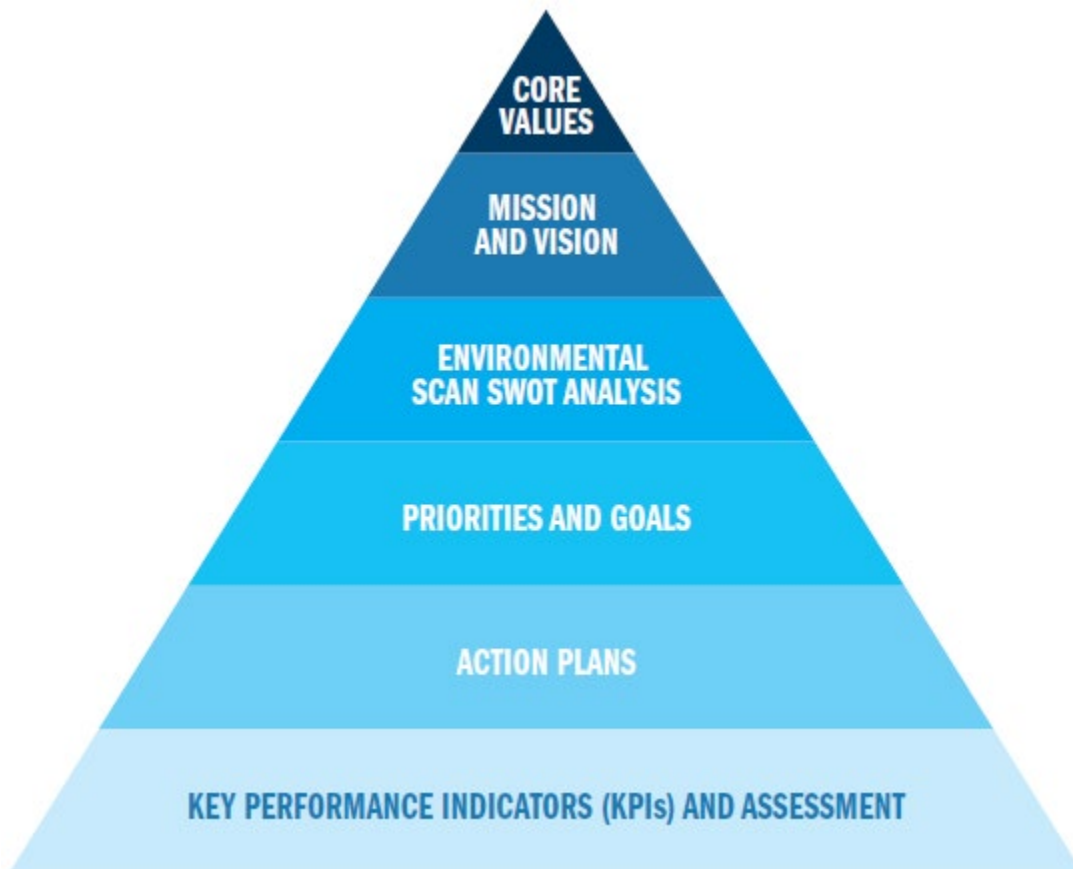 CORE
VALUES
MISSION
AND VISION
ENVIRONMENTAL
SCAN SWOT ANALYSIS
PRIORITIES AND GOALS
ACTION PLANS
KEY PERFORMANCE INDICATORS (KPIs) AND ASSESSMENT